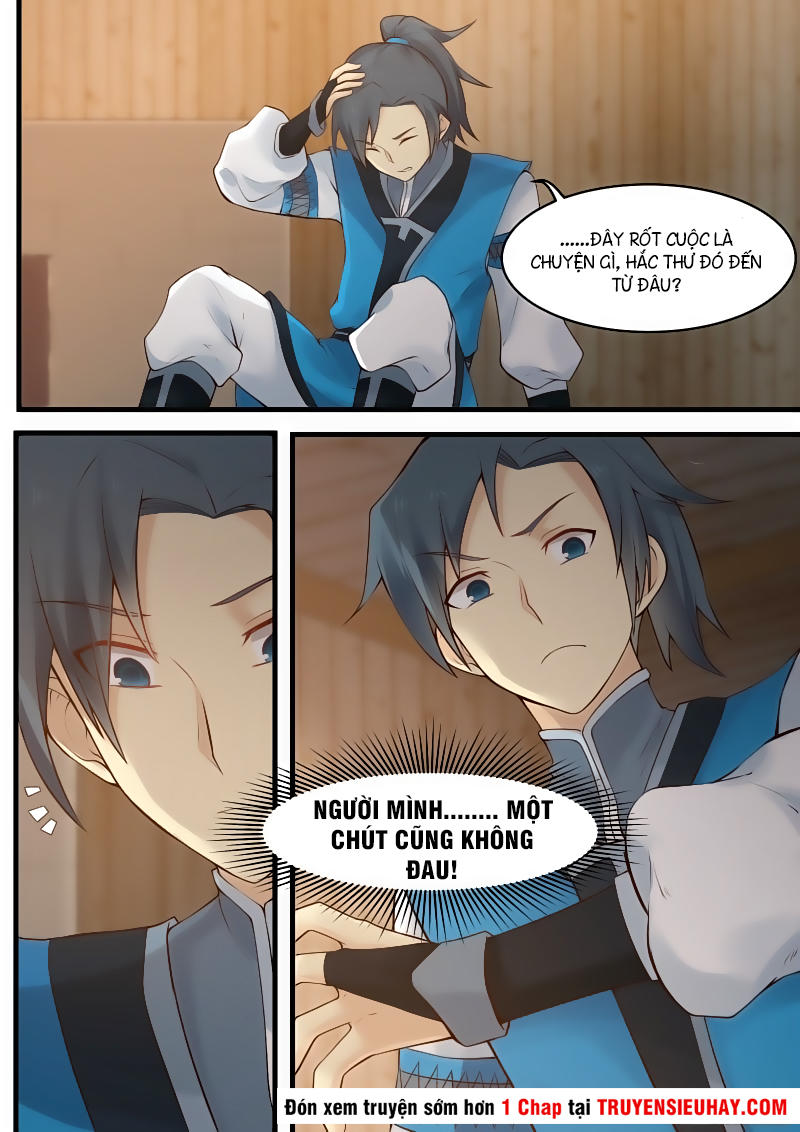 ......ĐÂY RỐT CUỘC LÀ
CHUYỆN GÌ, HẮC THƯ ĐÓ ĐẾN
TỪ ĐÂU?
NGƯỜI MÌNH........ MỘT
CHÚT CŨNG KHÔNG
ĐAU!
Đón xem truyện sớm hơn 1 Chap tại TRUYENSIEUHAY.COM